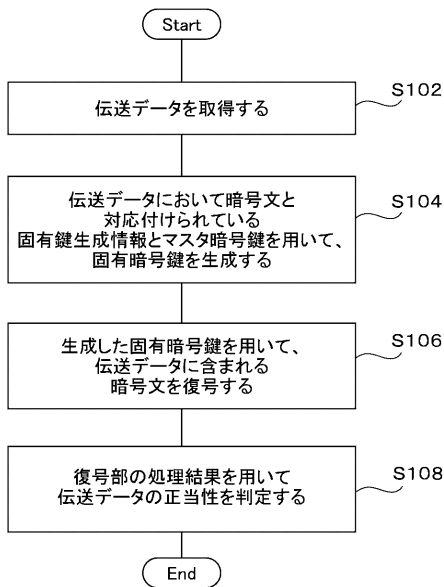 Start
伝送データを取得する
S102
伝送データにおいて暗号文と
対応付けられている
固有鍵生成情報とマスタ暗号鍵を用いて、
固有暗号鍵を生成する
S104
生成した固有暗号鍵を用いて、
伝送データに含まれる
暗号文を復号する
S106
復号部の処理結果を用いて
伝送データの正当性を判定する
S108
End